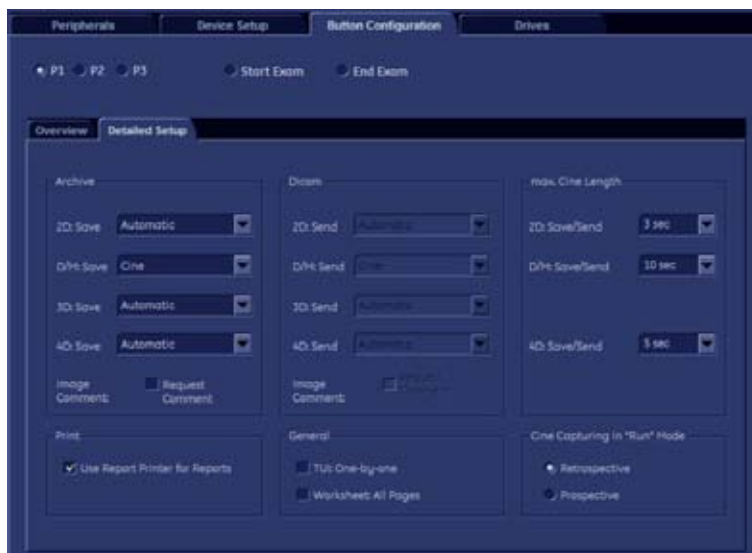 Peripherals Device Setup Button Configuration Drives
P1 P2 P3 Start Exam End Exam
Overview Detailed Setup
Archive Dicom max. Cine Length
2D: Save Automatic 2D: Send Automatic 2D: Save/Send 3 sec
D/M: Save Cine D/M: Send Cine D/M: Save/Send 10 sec
3D: Save Automatic 3D: Send Automatic
4D: Save Automatic 4D: Send Automatic 4D: Save/Send 5 sec
Image Request Image
Comment: Comment Comment:
Print General Cine Capturing in "Run" Mode
Use Report Printer for Reports TUI: One-by-one Retrospective
Worksheet: All Pages Prospective